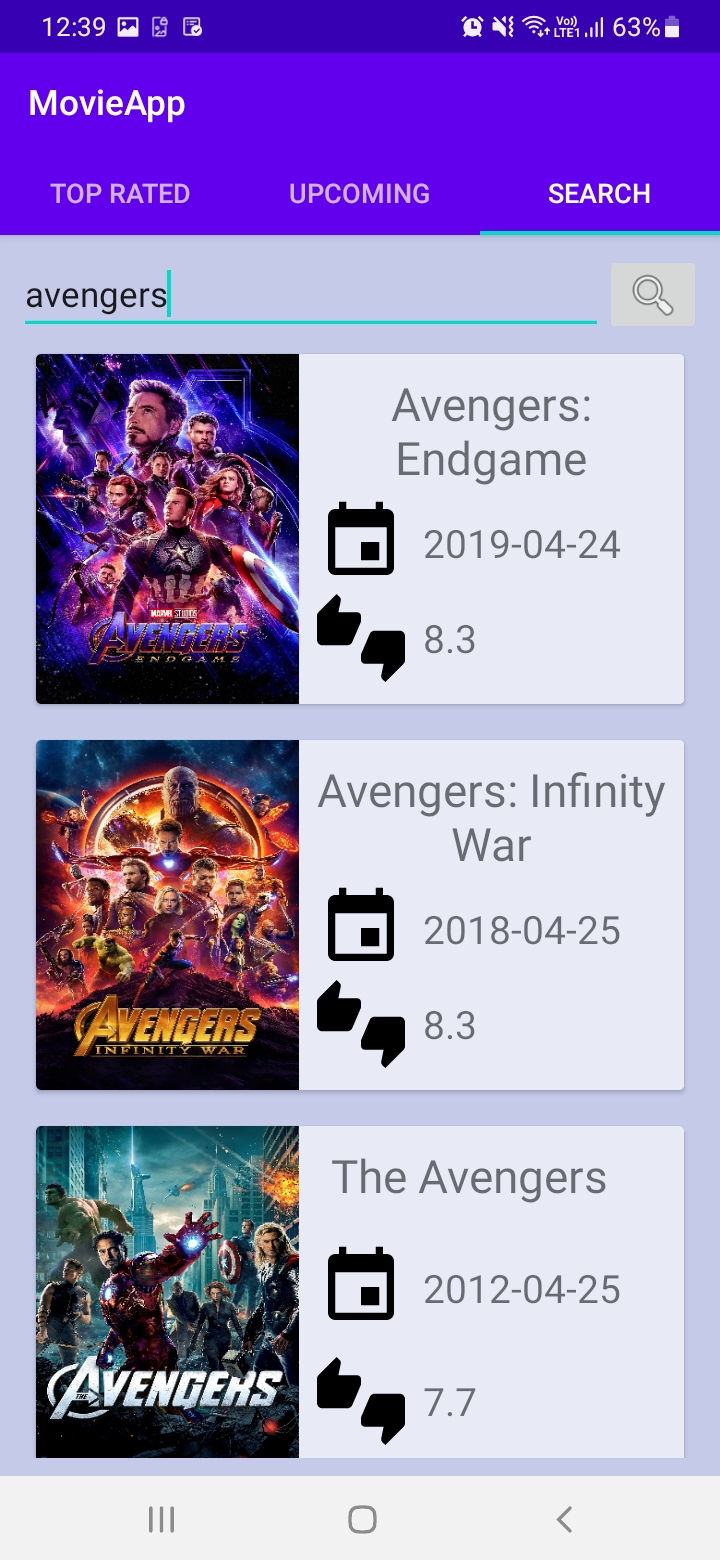 12:39 Vo)) LTE1 63%
MovieApp
TOP RATED UPCOMING SEARCH
avengers
MARVEL STUDIOS
AVENGERS
ENDGAME
Avengers:
Endgame
2019-04-24
8.3
AVENGERS
INFINITY WAR
Avengers: Infinity
War
2018-04-25
8.3
THE AVENGERS
The Avengers
2012-04-25
7.7